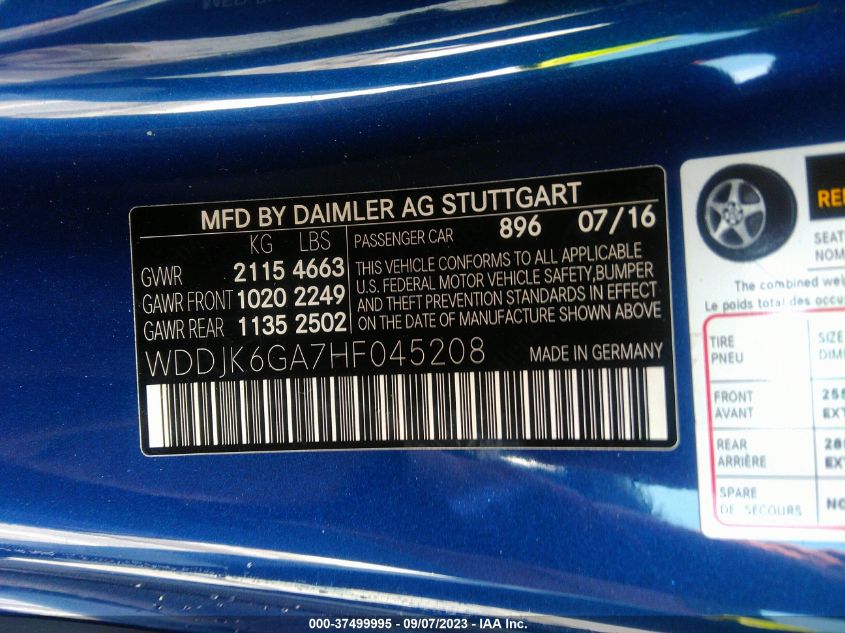 MFD BY DAIMLER AG STUTTGART
KG LBS
GVWR 2115 4663
GAWR FRONT 1020 2249
GAWR REAR 1135 2502
PASSENGER CAR 896 07/16
THIS VEHICLE CONFORMS TO ALL APPLICABLE
U.S. FEDERAL MOTOR VEHICLE SAFETY, BUMPER
AND THEFT PREVENTION STANDARDS IN EFFECT
ON THE DATE OF MANUFACTURE SHOWN ABOVE
WDDJK6GA7HF045208 MADE IN GERMANY
The combined
Le poids total des
TIRE
PNEU
SIZE
FRONT
AVANT
REAR
ARRIÈRE
SPARE
DE SECOURS
000-37499995 - 09/07/2023 - IAA Inc.